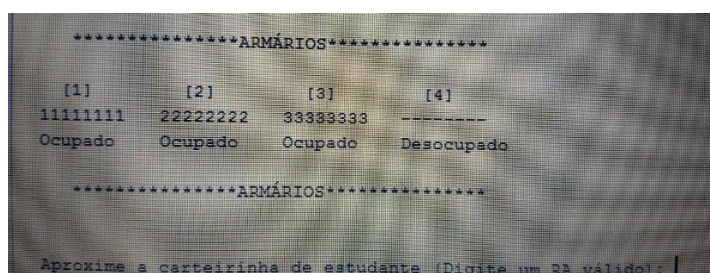 ***************ARMÁRIOS***************
[1] [2] [3] [4]
11111111 22222222 33333333 --------
Ocupado Ocupado Ocupado Desocupado
***************ARMÁRIOS***************
Aproxime a carteirinha de estudante (Digite um RA válido):